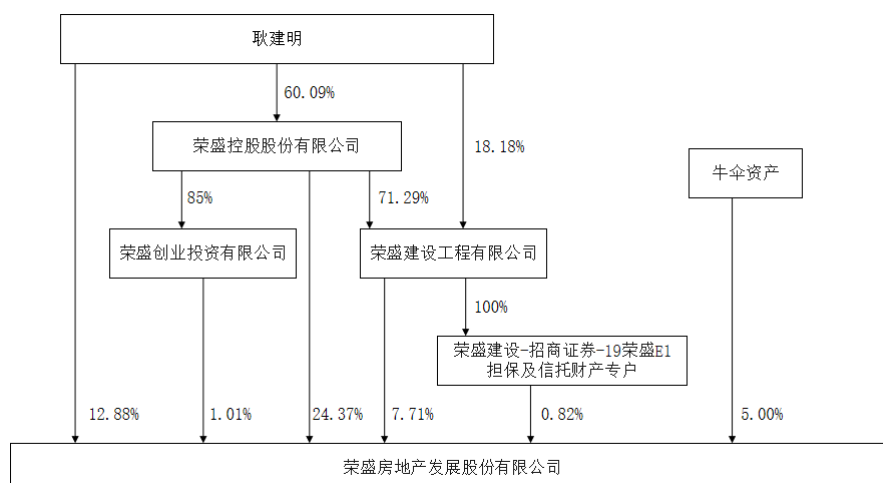 耿建明
60.09%
荣盛控股股份有限公司
18.18%
牛伞资产
85%
71.29%
荣盛创业投资有限公司
荣盛建设工程有限公司
100%
荣盛建设-招商证券-19荣盛E1
担保及信托财产专户
12.88%
1.01%
24.37%
7.71%
0.82%
5.00%
荣盛房地产发展股份有限公司